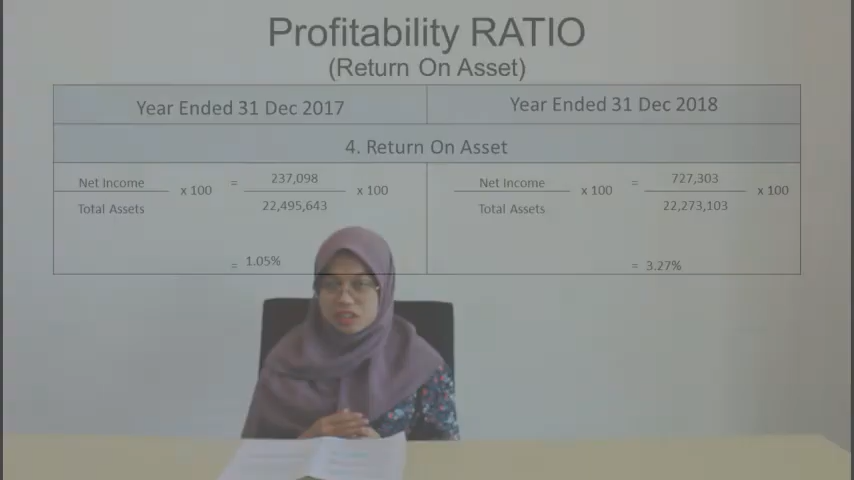 Profitability RATIO
(Return On Asset)
Year Ended 31 Dec 2017
Year Ended 31 Dec 2018
4. Return On Asset
Net Income
Total Assets
x 100
=
237,098
22,495,643
x 100
= 1.05%
Net Income
Total Assets
x 100
=
727,303
22,273,103
x 100
= 3.27%